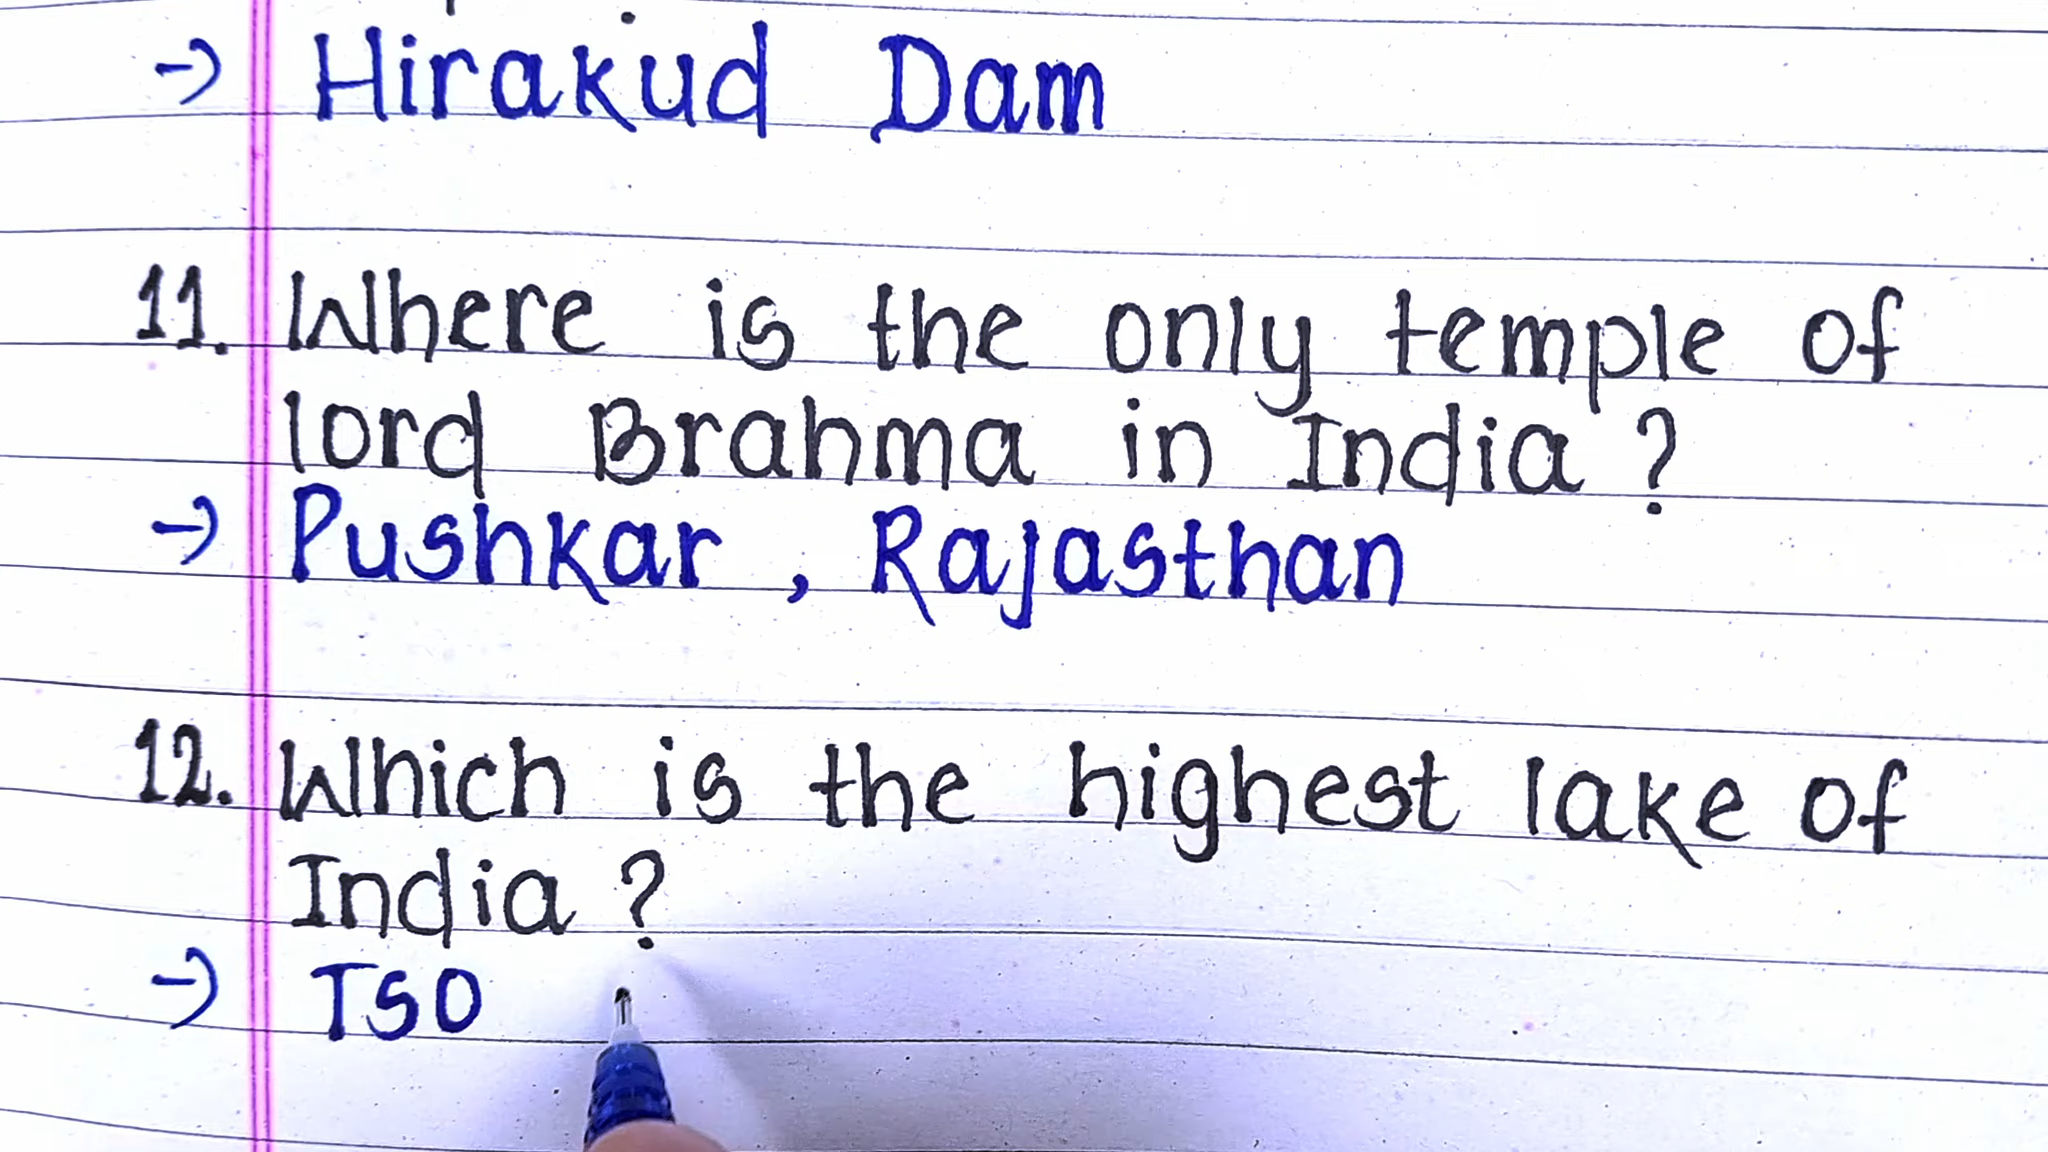 → Hirakud Dam
11. Where is the only temple of
lord Brahma in India ?
→ Pushkar , Rajasthan
12. Which is the highest lake of
India ?
→ TSO